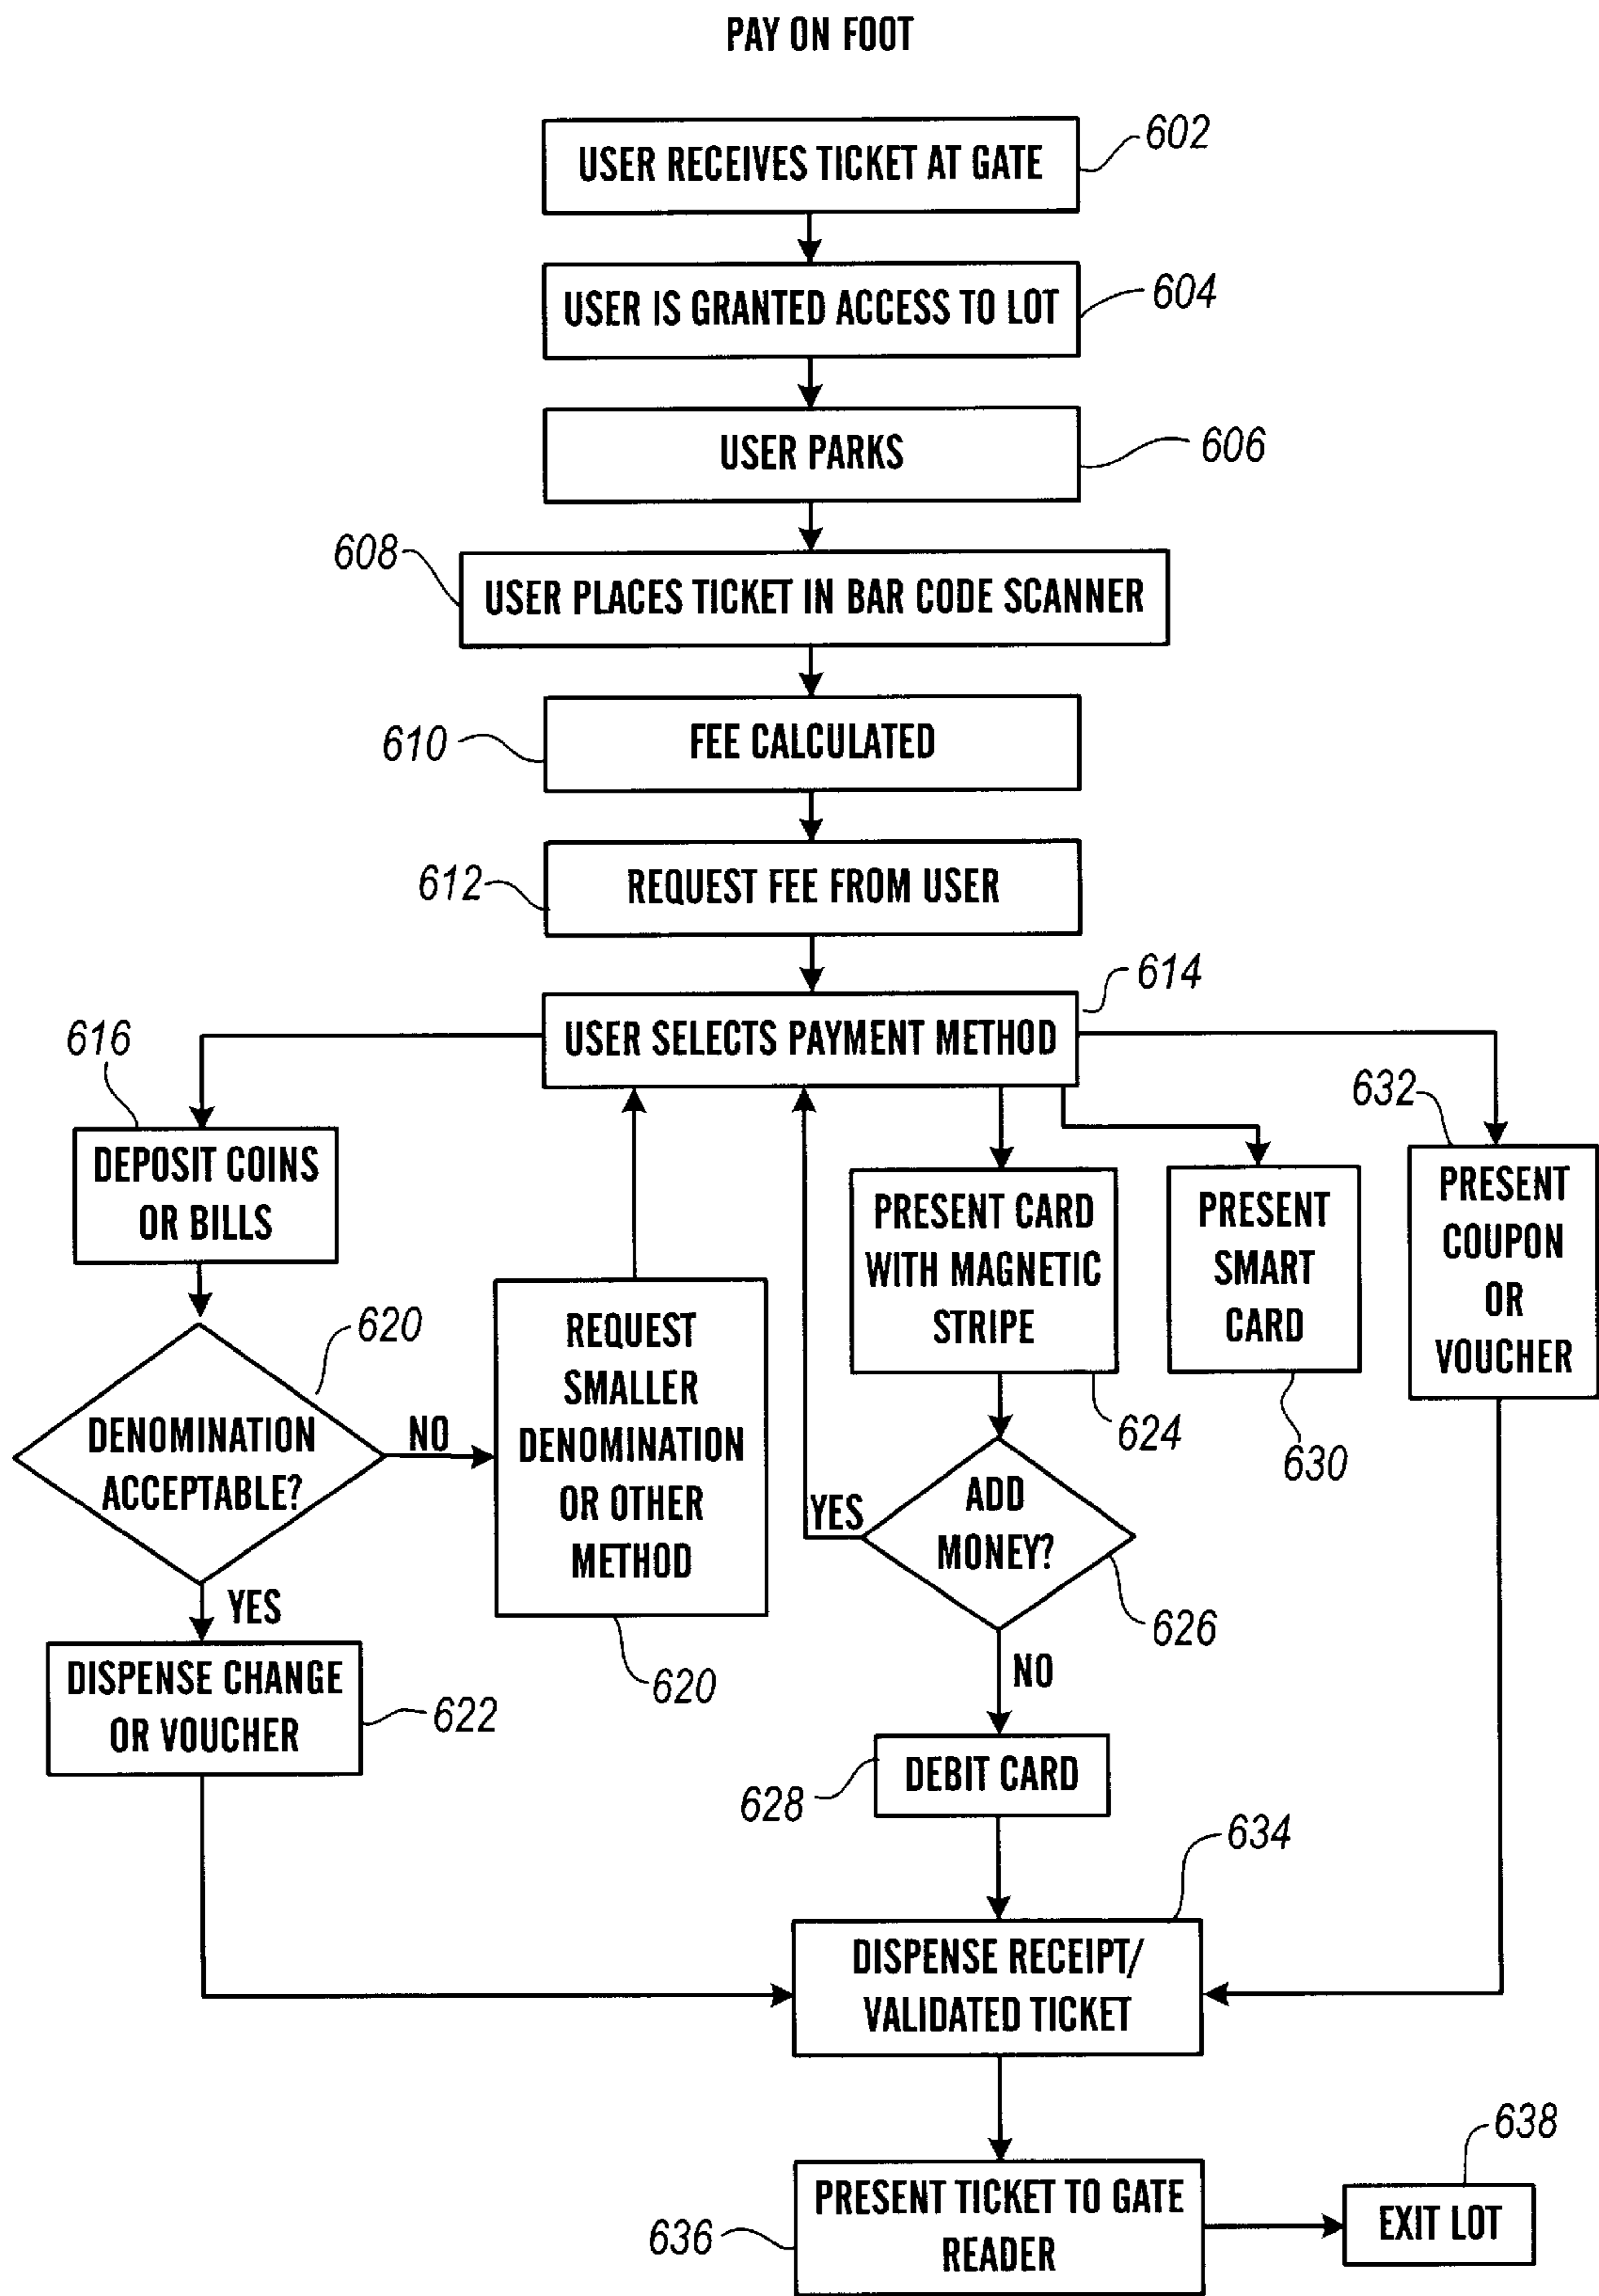 PAY ON FOOT
602
USER RECEIVES TICKET AT GATE
604
USER IS GRANTED ACCESS TO LOT
606
USER PARKS
608
USER PLACES TICKET IN BAR CODE SCANNER
610
FEE CALCULATED
612
REQUEST FEE FROM USER
614
USER SELECTS PAYMENT METHOD
616
DEPOSIT COINS
OR BILLS
620
DENOMINATION
ACCEPTABLE?
NO
YES
REQUEST
SMALLER
DENOMINATION
OR OTHER
METHOD
620
DISPENSE CHANGE
OR VOUCHER
622
PRESENT CARD
WITH MAGNETIC
STRIPE
624
ADD
MONEY?
YES
626
NO
DEBIT CARD
628
PRESENT
SMART
CARD
630
632
PRESENT
COUPON
OR
VOUCHER
634
DISPENSE RECEIPT/
VALIDATED TICKET
PRESENT TICKET TO GATE
READER
636
638
EXIT LOT